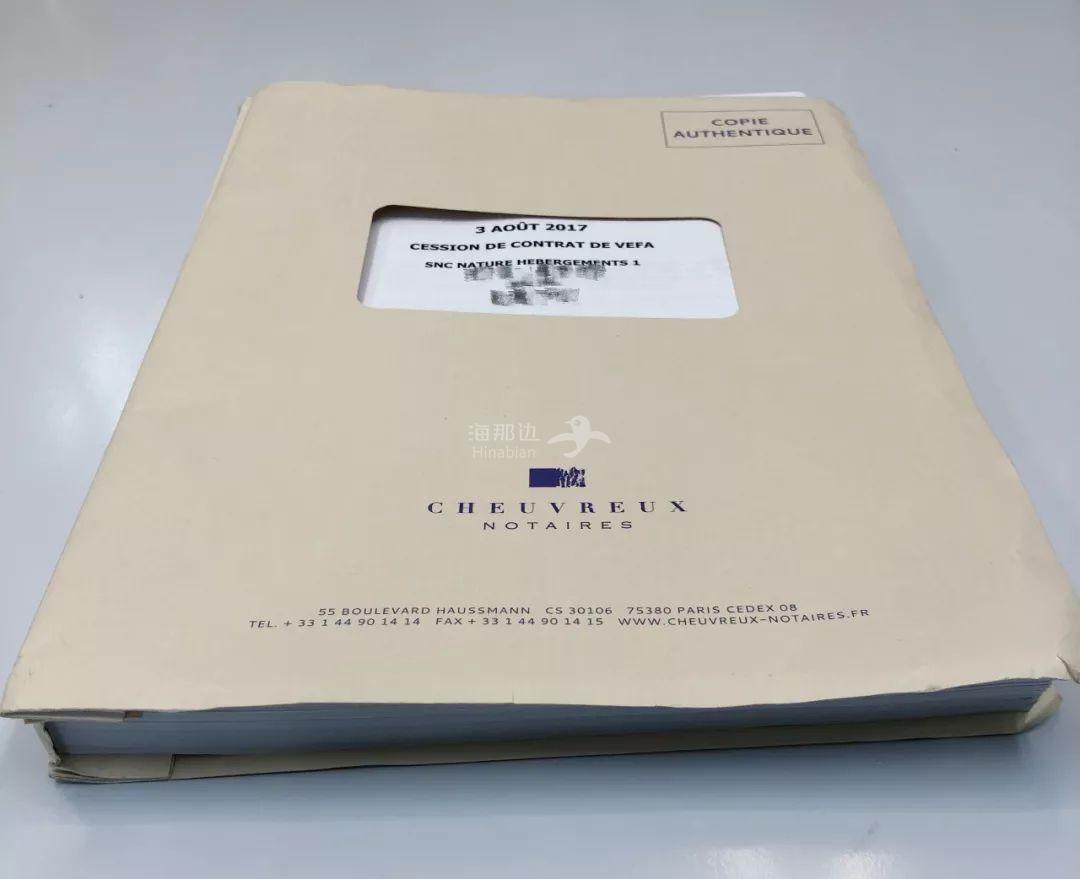 COPIE
AUTHENTIQUE
3 AOÛT 2017
CESSION DE CONTRAT DE VEFA
SNC NATURE HEBERGEMENTS 1
海那边
Hinabian
CHEUVREUX
NOTAIRES
55 BOULEVARD HAUSSMANN CS 30106 75380 PARIS CEDEX 08
TEL. + 33 1 44 90 14 14 FAX + 33 1 44 90 14 15 WWW.CHEUVREUX-NOTAIRES.FR